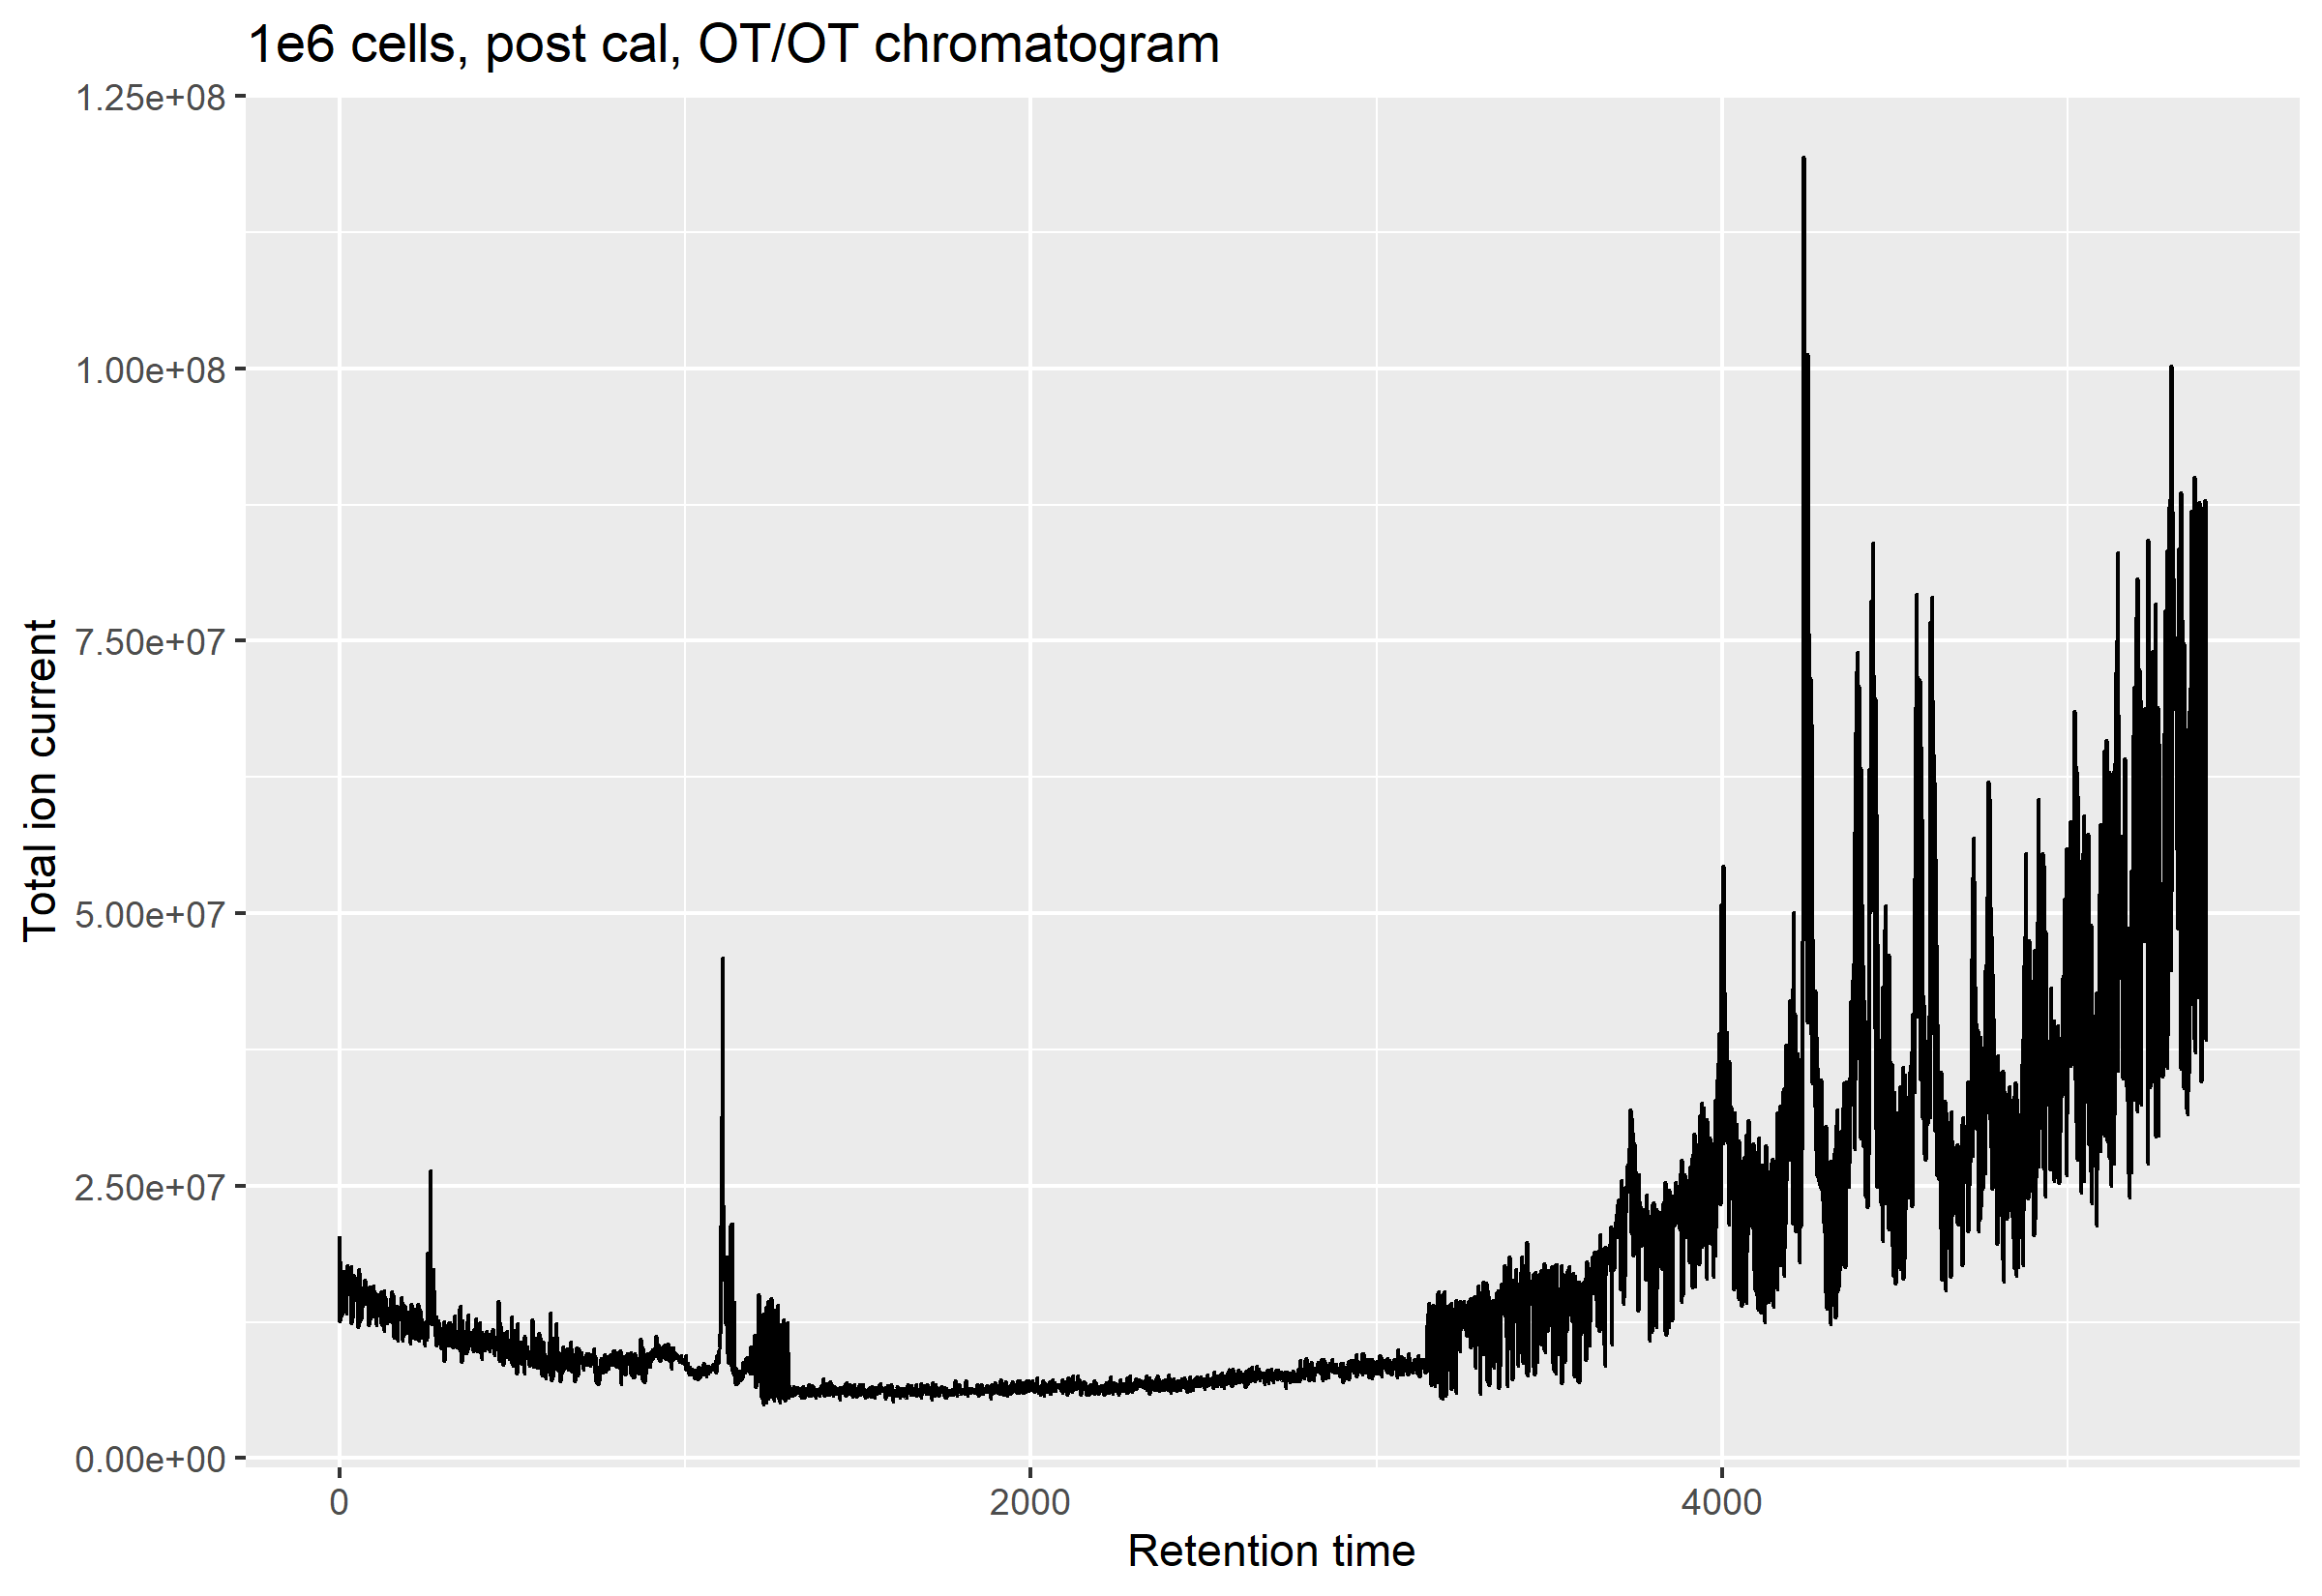 1e6 cells, post cal, OT/OT chromatogram
1.25e+08
1.00e+08
7.50e+07
5.00e+07
2.50e+07
0.00e+00
Total ion current
0 2000 4000
Retention time